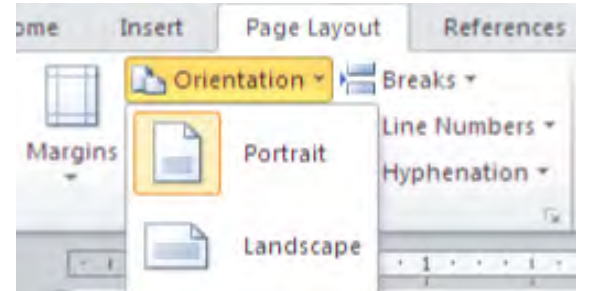 ome Insert Page Layout References
Orientation Breaks
Line Numbers
Margins Portrait Hyphenation
Landscape
1